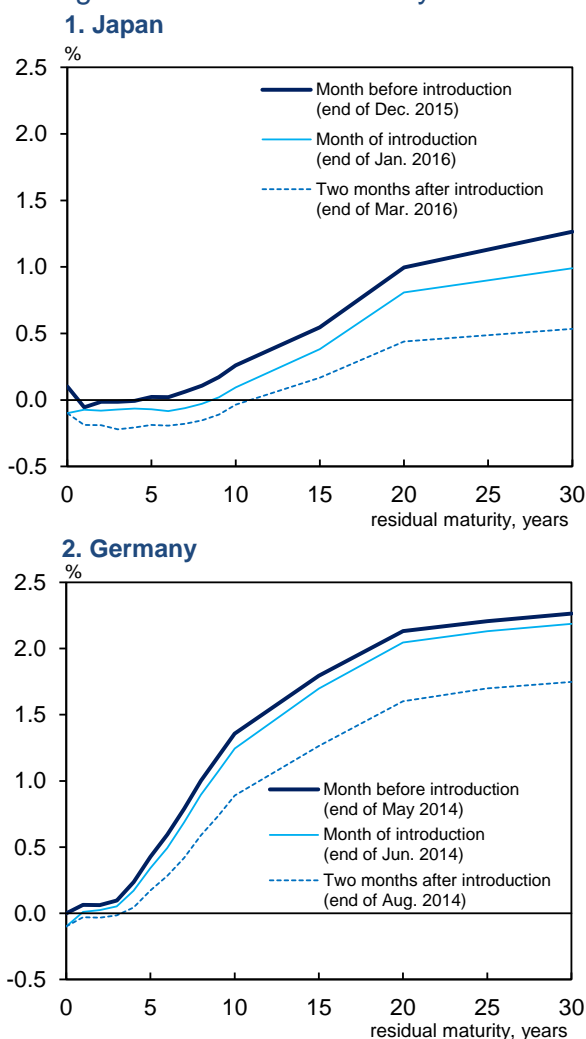 1. Japan
%
2.5
2.0
1.5
1.0
0.5
0.0
-0.5
Month before introduction
(end of Dec. 2015)
Month of introduction
(end of Jan. 2016)
Two months after introduction
(end of Mar. 2016)
0 5 10 15 20 25 30
residual maturity, years
2. Germany
%
2.5
2.0
1.5
1.0
0.5
0.0
-0.5
Month before introduction
(end of May 2014)
Month of introduction
(end of Jun. 2014)
Two months after introduction
(end of Aug. 2014)
0 5 10 15 20 25 30
residual maturity, years